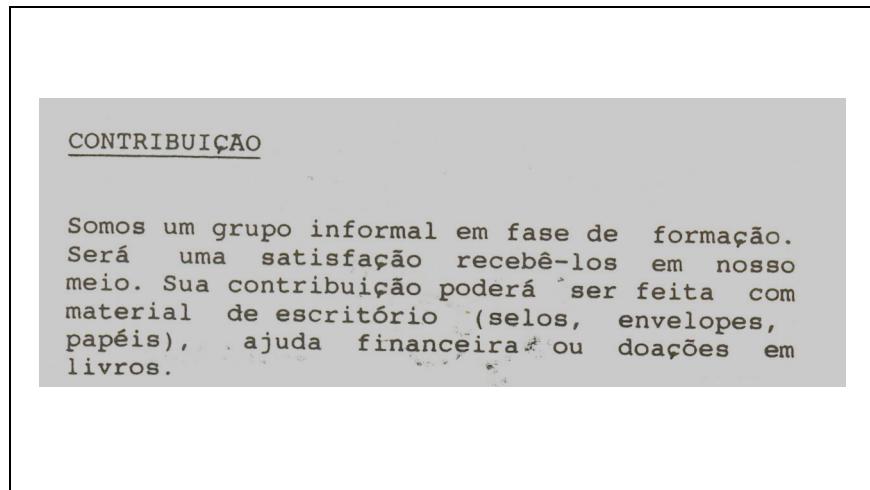 CONTRIBUIÇÃO
Somos um grupo informal em fase de formação.
Será uma satisfação recebê-los em nosso
meio. Sua contribuição poderá ser feita com
material de escritório (selos, envelopes,
papéis), ajuda financeira ou doações em
livros.